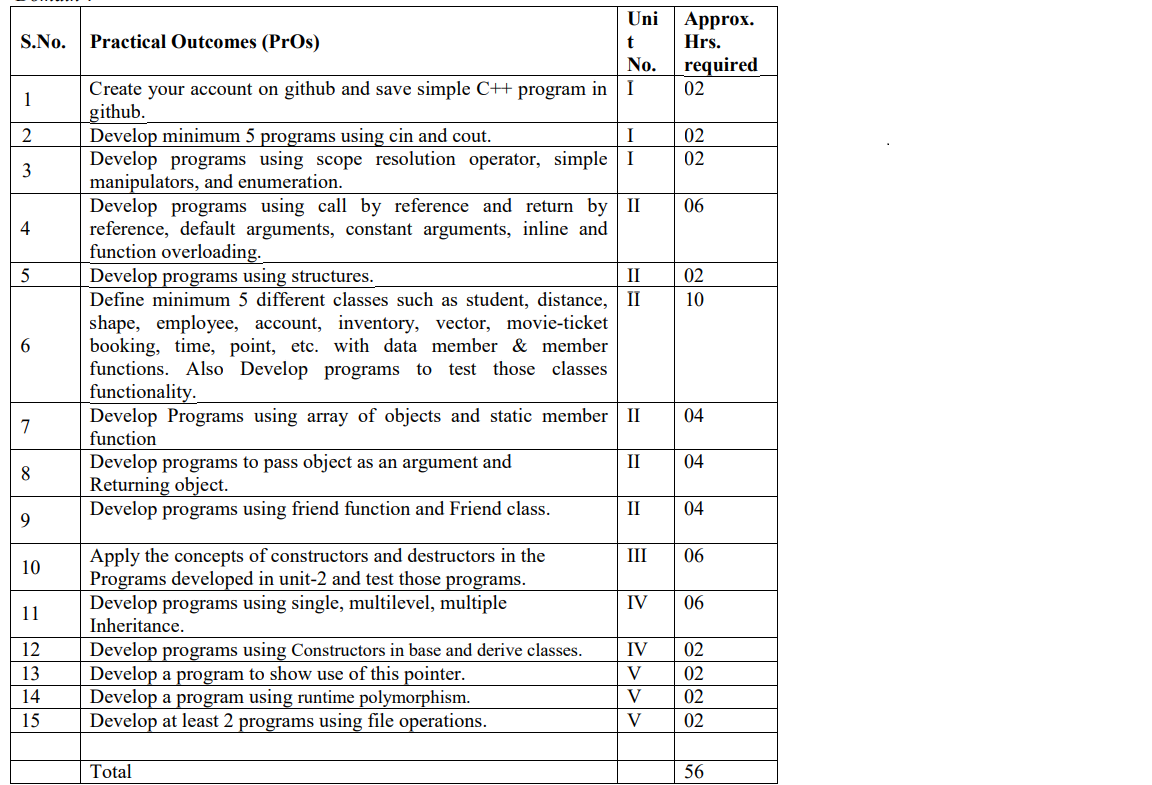 S.No. Practical Outcomes (PrOs) Uni Approx.
t Hrs.
No. required
1 Create your account on github and save simple C++ program in I 02
github.
2 Develop minimum 5 programs using cin and cout. I 02
3 Develop programs using scope resolution operator, simple I 02
manipulators, and enumeration.
4 Develop programs using call by reference and return by II 06
reference, default arguments, constant arguments, inline and
function overloading.
5 Develop programs using structures. II 02
6 Define minimum 5 different classes such as student, distance, II 10
shape, employee, account, inventory, vector, movie-ticket
booking, time, point, etc. with data member & member
functions. Also Develop programs to test those classes
functionality.
7 Develop Programs using array of objects and static member II 04
function
8 Develop programs to pass object as an argument and II 04
Returning object.
9 Develop programs using friend function and Friend class. II 04
10 Apply the concepts of constructors and destructors in the III 06
Programs developed in unit-2 and test those programs.
11 Develop programs using single, multilevel, multiple IV 06
Inheritance.
12 Develop programs using Constructors in base and derive classes. IV 02
13 Develop a program to show use of this pointer. V 02
14 Develop a program using runtime polymorphism. V 02
15 Develop at least 2 programs using file operations. V 02
Total 56